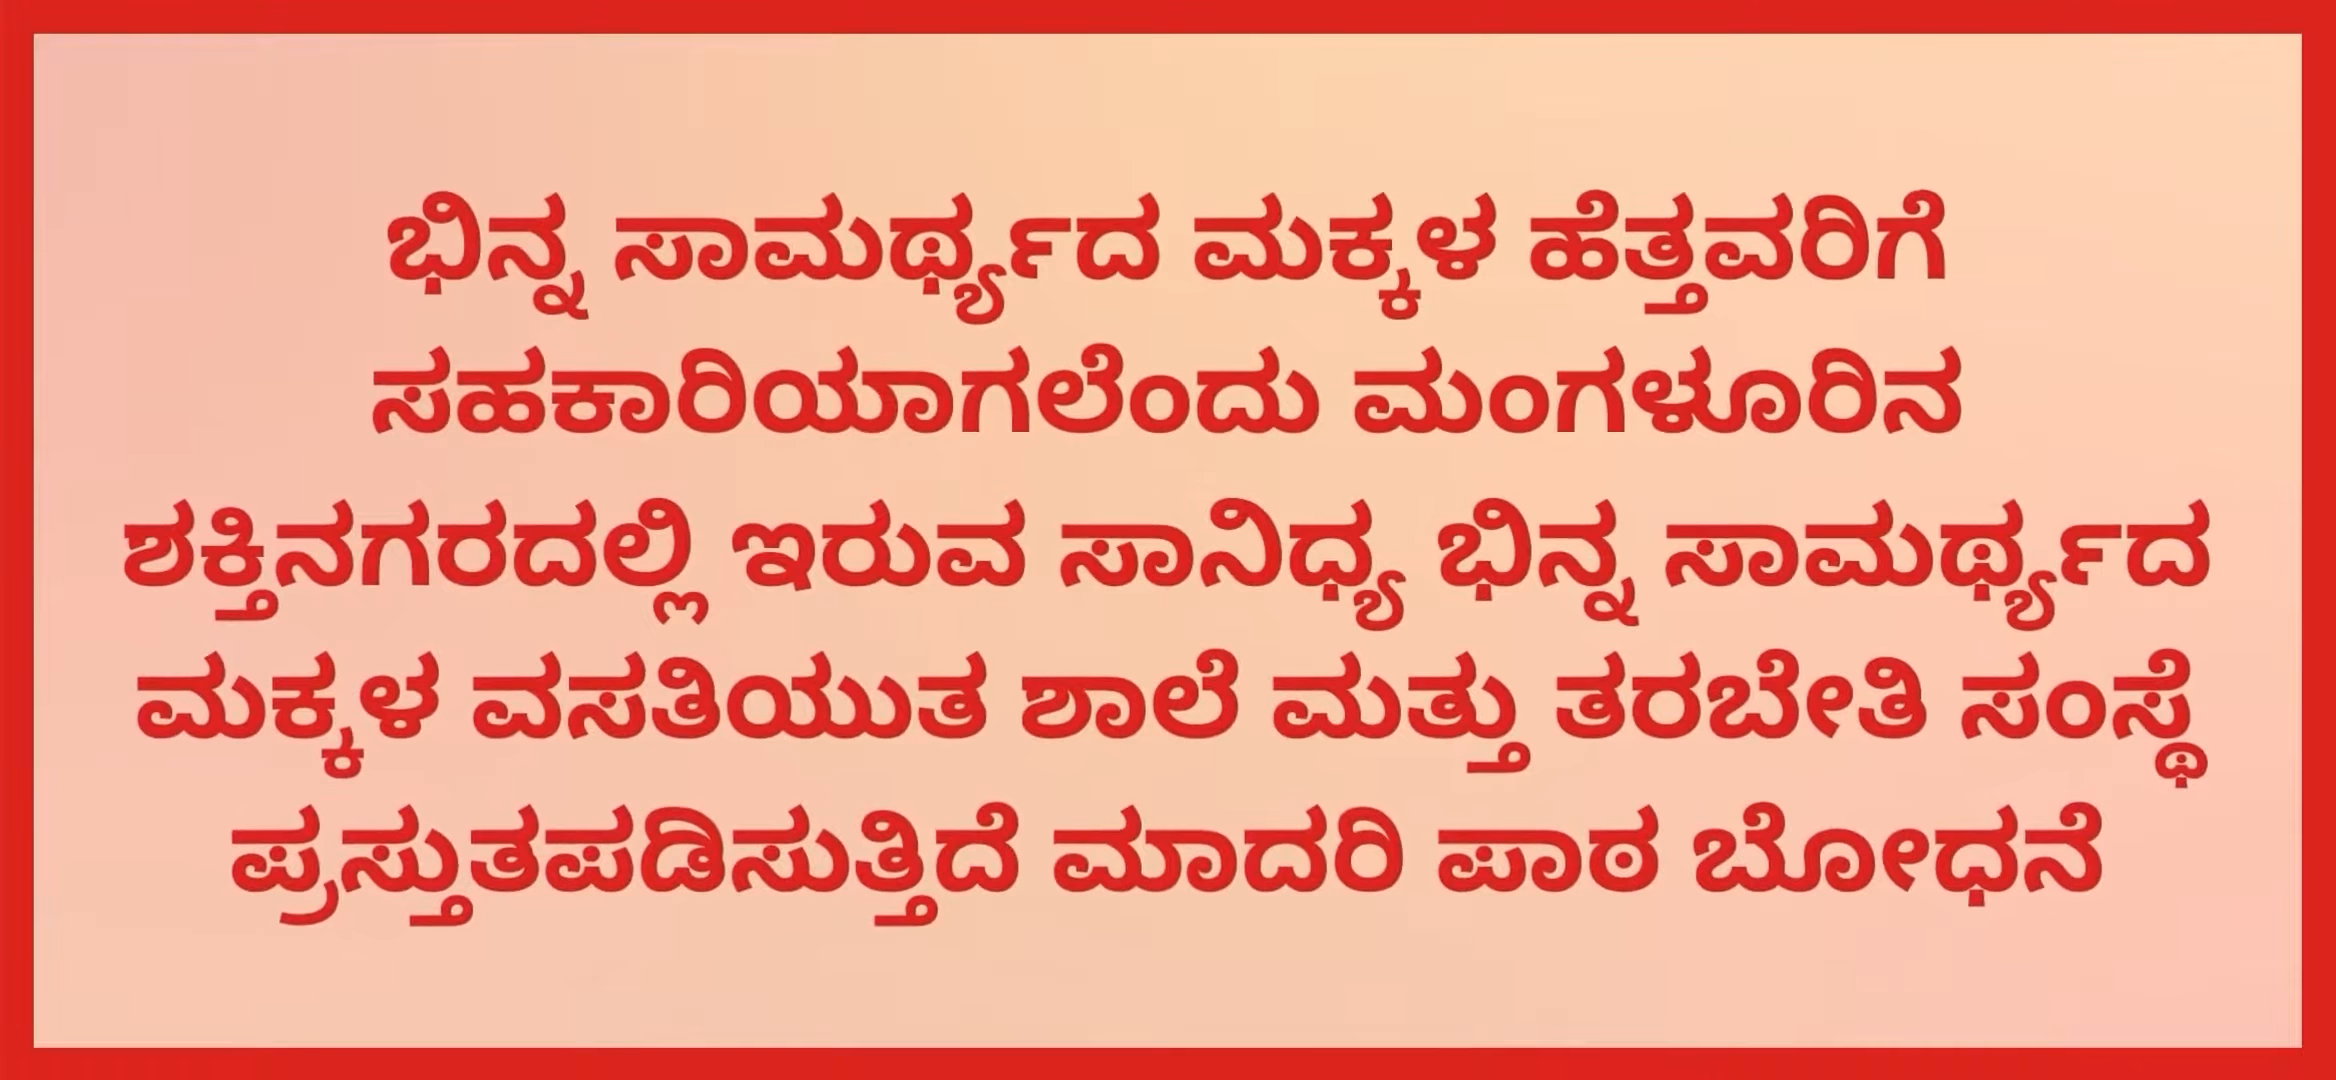 ಭಿನ್ನ ಸಾಮರ್ಥ್ಯದ ಮಕ್ಕಳ ಹೆತ್ತವರಿಗೆ
ಸಹಕಾರಿಯಾಗಲೆಂದು ಮಂಗಳೂರಿನ
ಶಕ್ತಿನಗರದಲ್ಲಿ ಇರುವ ಸಾನಿಧ್ಯ ಭಿನ್ನ ಸಾಮರ್ಥ್ಯದ
ಮಕ್ಕಳ ವಸತಿಯುತ ಶಾಲೆ ಮತ್ತು ತರಬೇತಿ ಸಂಸ್ಥೆ
ಪ್ರಸ್ತುತಪಡಿಸುತ್ತಿದೆ ಮಾದರಿ ಪಾಠ ಬೋಧನೆ